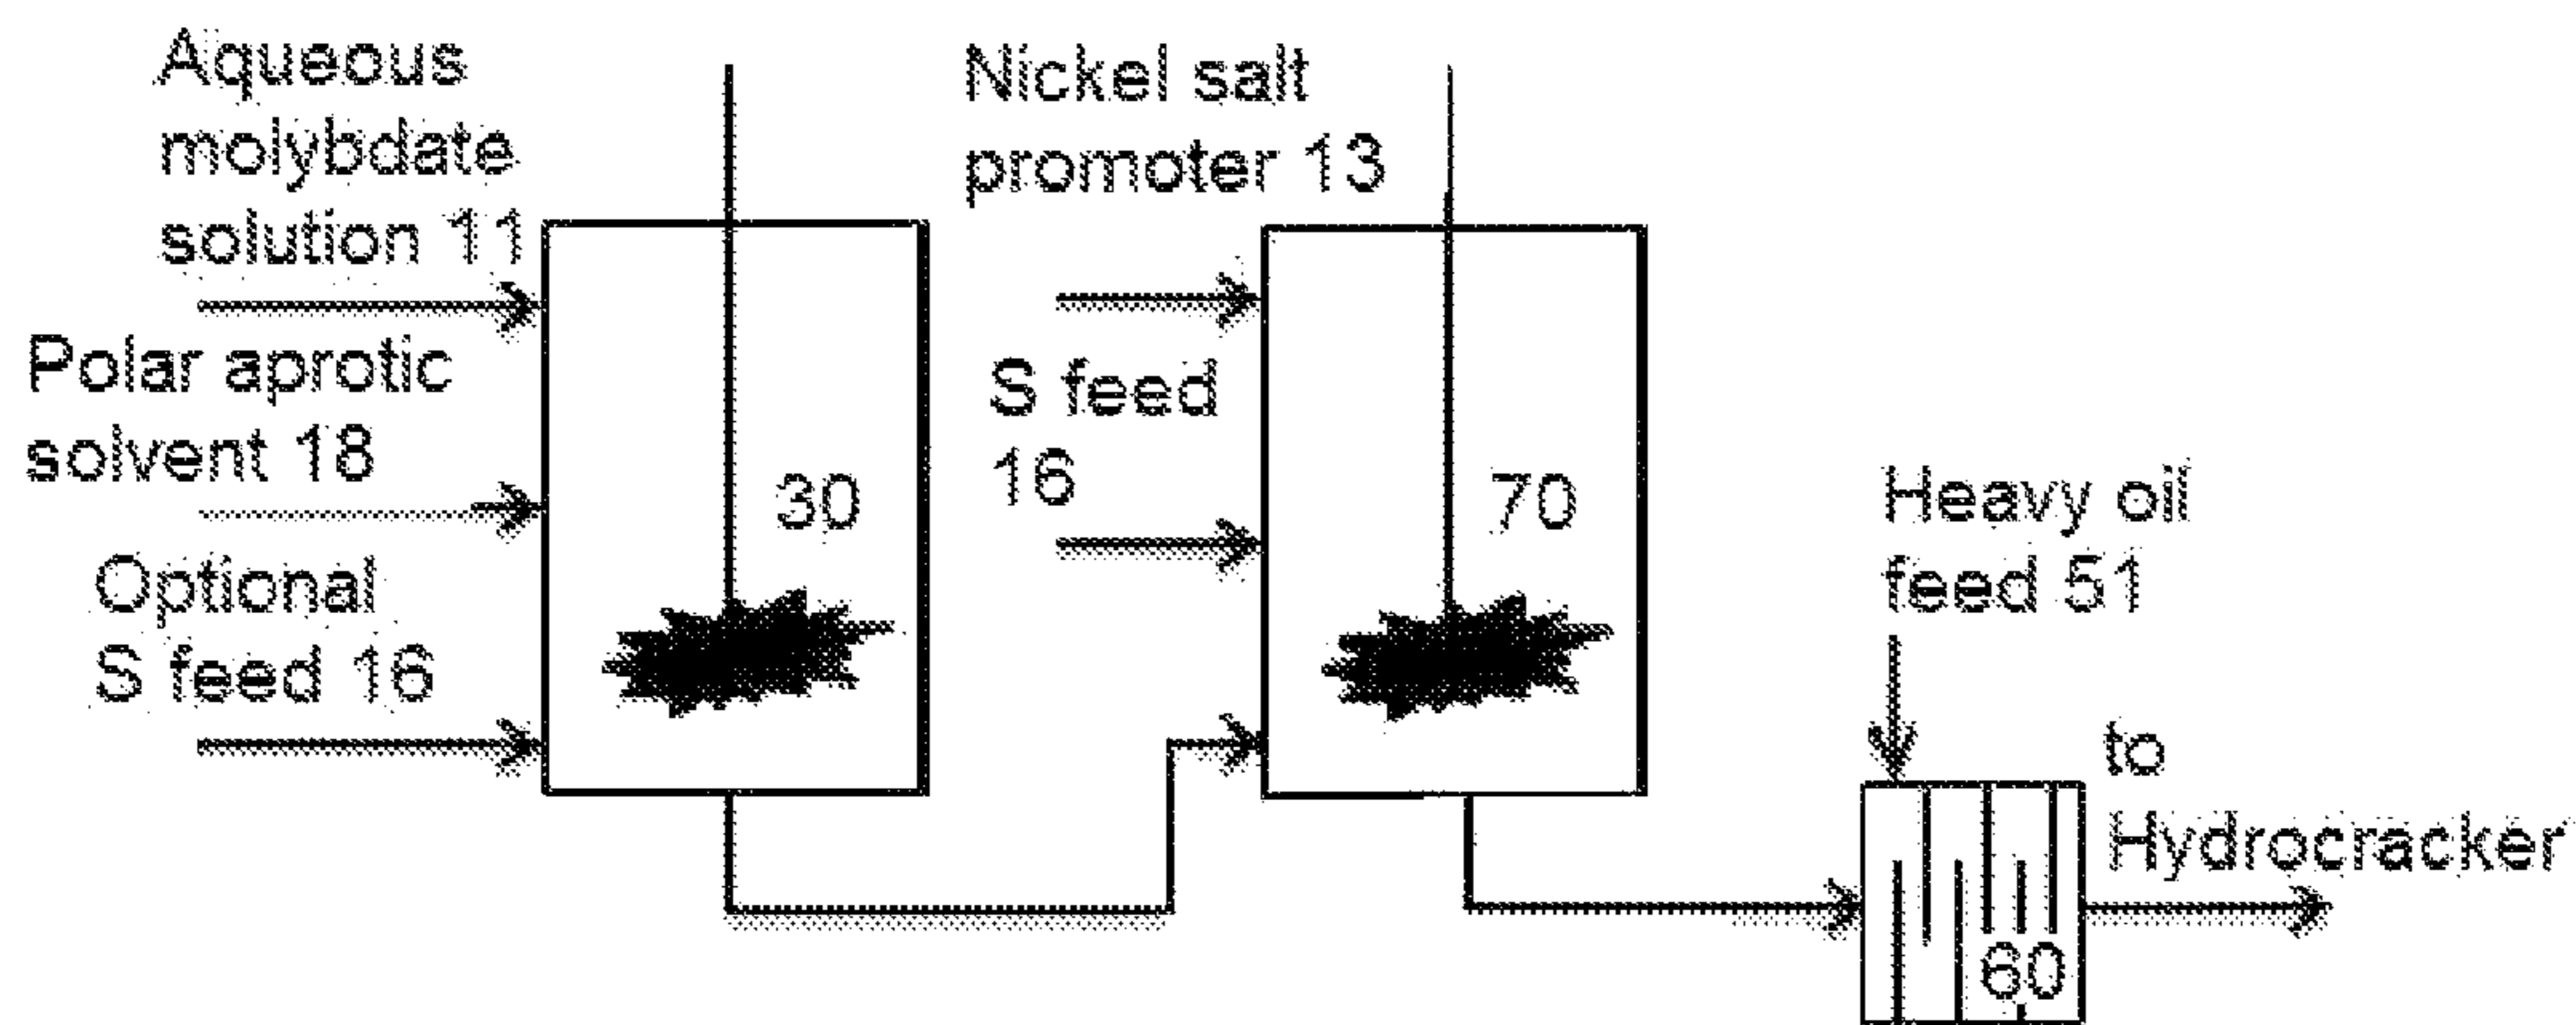 Aqueous
molybdate
solution 11
Polar aprotic
solvent 18
Optional
S feed 16
30
Nickel salt
promoter 13
S feed
16
70
Heavy oil
feed 51
60
to
Hydrocracker